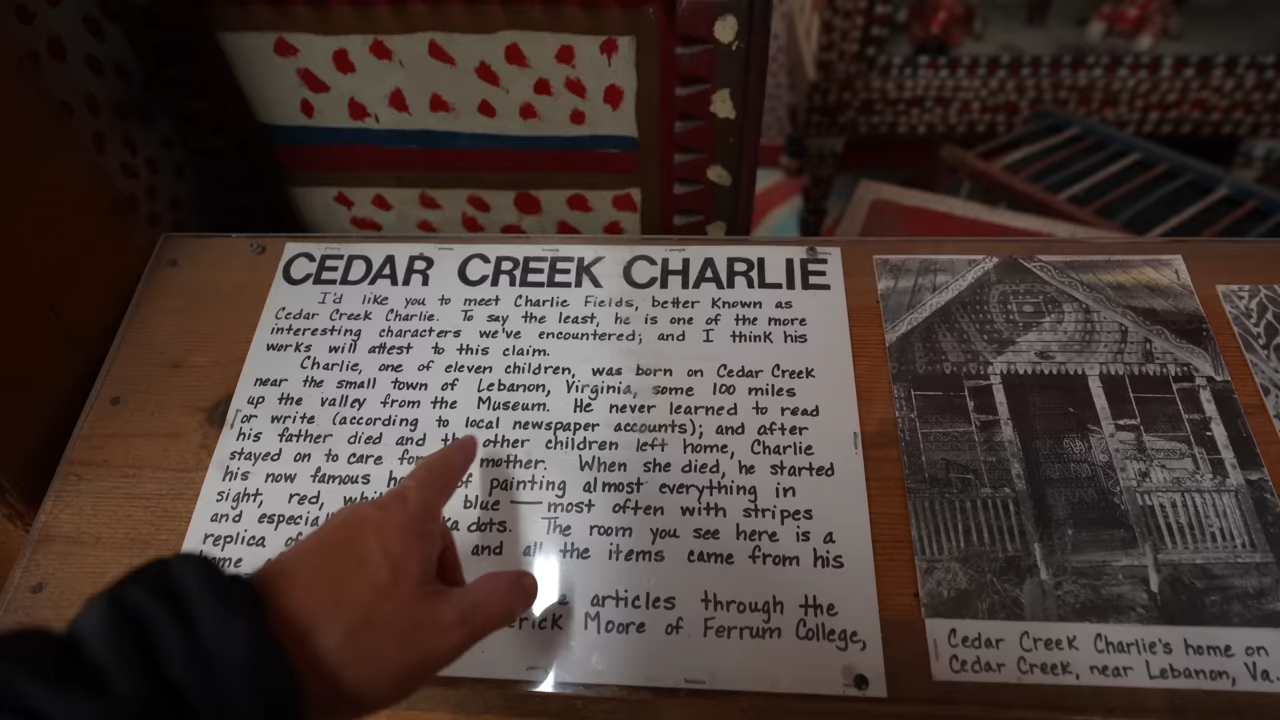 CEDAR CREEK CHARLIE
I'd like you to meet Charlie Fields, better Known as
Cedar Creek Charlie. To say the least, he is one of the more
interesting characters we've encountered; and I think his
works will attest to this claim.
Charlie, one of eleven children, was born on Cedar Creek
near the small town of Lebanon, Virginia, some 100 miles
up the valley from the Museum. He never learned to read
or write (according to local newspaper accounts); and after
his father died and the other children left home, Charlie
stayed on to care for mother. When she died, he started
his now famous of painting almost everything in
sight, red, blue — most often with stripes
and dots. The room you see here is a
replica of and all the items came from his
home
articles through the
Moore of Ferrum College,
Cedar Creek Charlie's home on
Cedar Creek, near Lebanon, Va.